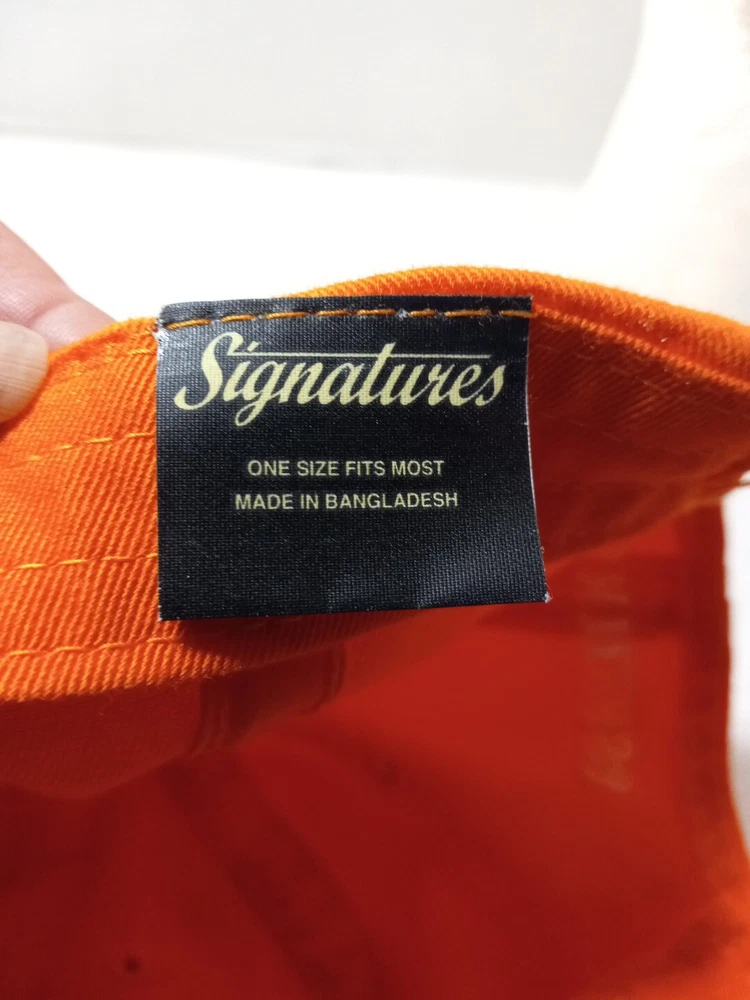 Signatures
ONE SIZE FITS MOST
MADE IN BANGLADESH